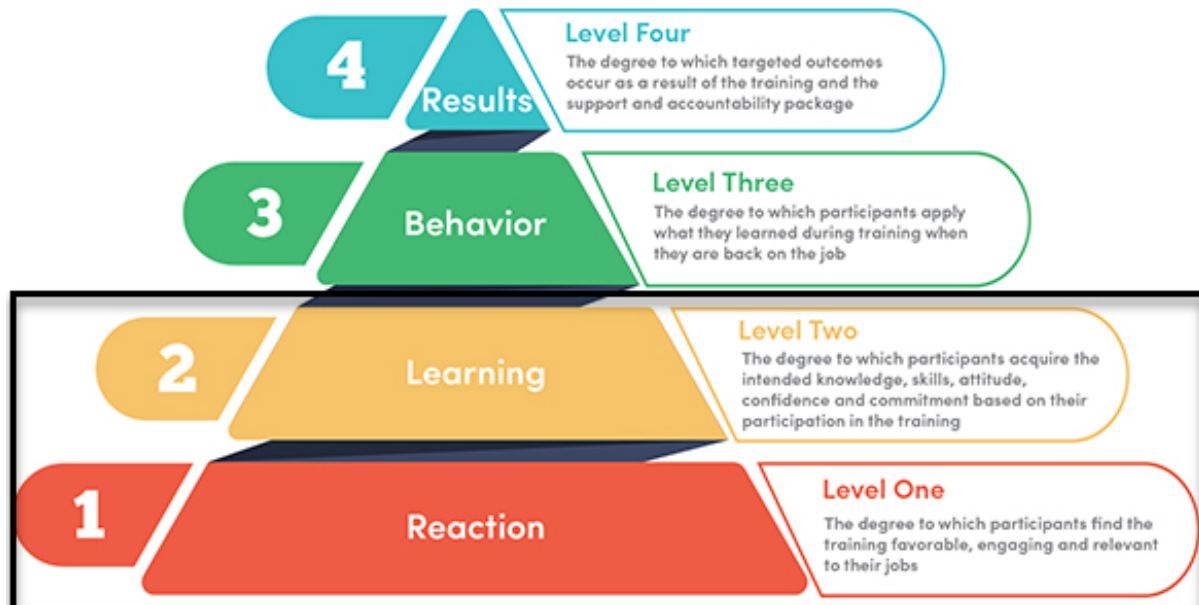 4
Results
Level Four
The degree to which targeted outcomes
occur as a result of the training and the
support and accountability package
3
Behavior
Level Three
The degree to which participants apply
what they learned during training when
they are back on the job
2
Learning
Level Two
The degree to which participants acquire the
intended knowledge, skills, attitude,
confidence and commitment based on their
participation in the training
1
Reaction
Level One
The degree to which participants find the
training favorable, engaging and relevant
to their jobs